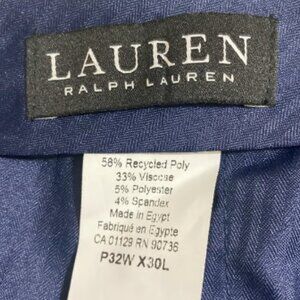 LAUREN
RALPH LAUREN
58% Recycled Poly
33% Viscose
5% Polyester
4% Spandex
Made in Egypt
Fabriqué en Egypte
CA 01129 RN 90736
P32W X30L